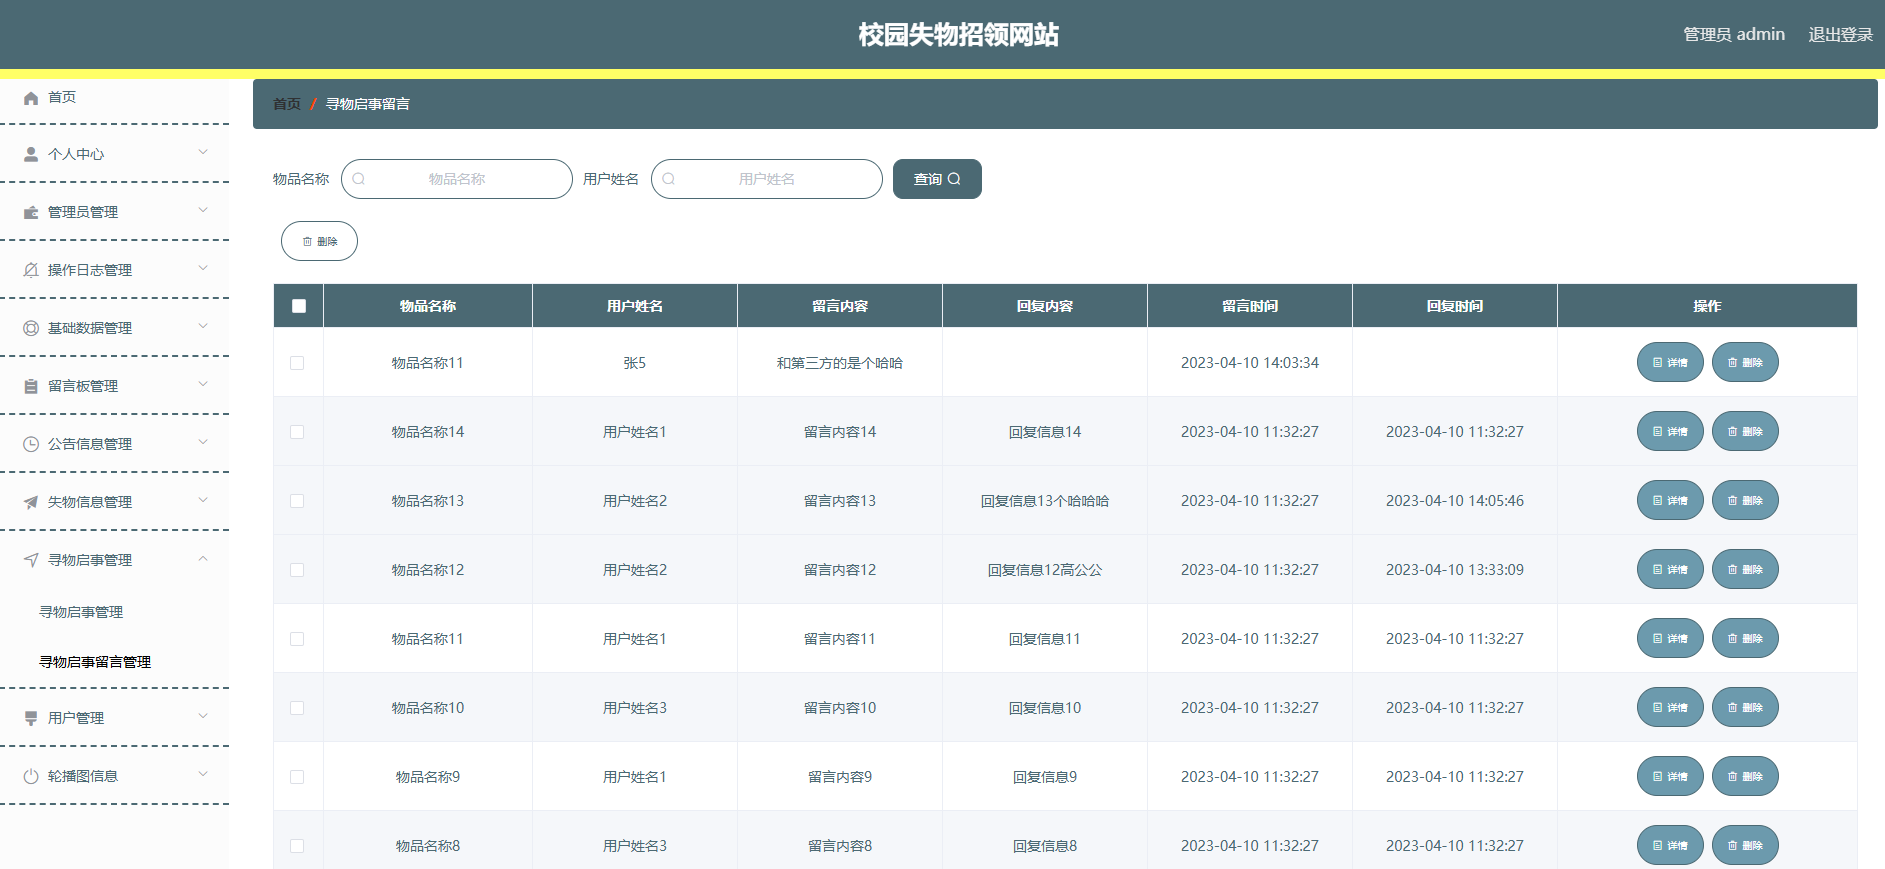 校园失物招领网站
管理员 admin 退出登录
首页
个人中心
管理员管理
操作日志管理
基础数据管理
留言板管理
公告信息管理
失物信息管理
寻物启事管理
寻物启事管理
寻物启事留言管理
用户管理
轮播图信息
首页 / 寻物启事留言
物品名称 物品名称 用户姓名 用户姓名 查询
删除
物品名称 用户姓名 留言内容 回复内容 留言时间 回复时间 操作
物品名称11 张5 和第三方的是个哈哈 2023-04-10 14:03:34 详情 删除
物品名称14 用户姓名1 留言内容14 回复信息14 2023-04-10 11:32:27 2023-04-10 11:32:27 详情 删除
物品名称13 用户姓名2 留言内容13 回复信息13个哈哈哈 2023-04-10 11:32:27 2023-04-10 14:05:46 详情 删除
物品名称12 用户姓名2 留言内容12 回复信息12高公公 2023-04-10 11:32:27 2023-04-10 13:33:09 详情 删除
物品名称11 用户姓名1 留言内容11 回复信息11 2023-04-10 11:32:27 2023-04-10 11:32:27 详情 删除
物品名称10 用户姓名3 留言内容10 回复信息10 2023-04-10 11:32:27 2023-04-10 11:32:27 详情 删除
物品名称9 用户姓名1 留言内容9 回复信息9 2023-04-10 11:32:27 2023-04-10 11:32:27 详情 删除
物品名称8 用户姓名3 留言内容8 回复信息8 2023-04-10 11:32:27 2023-04-10 11:32:27 详情 删除